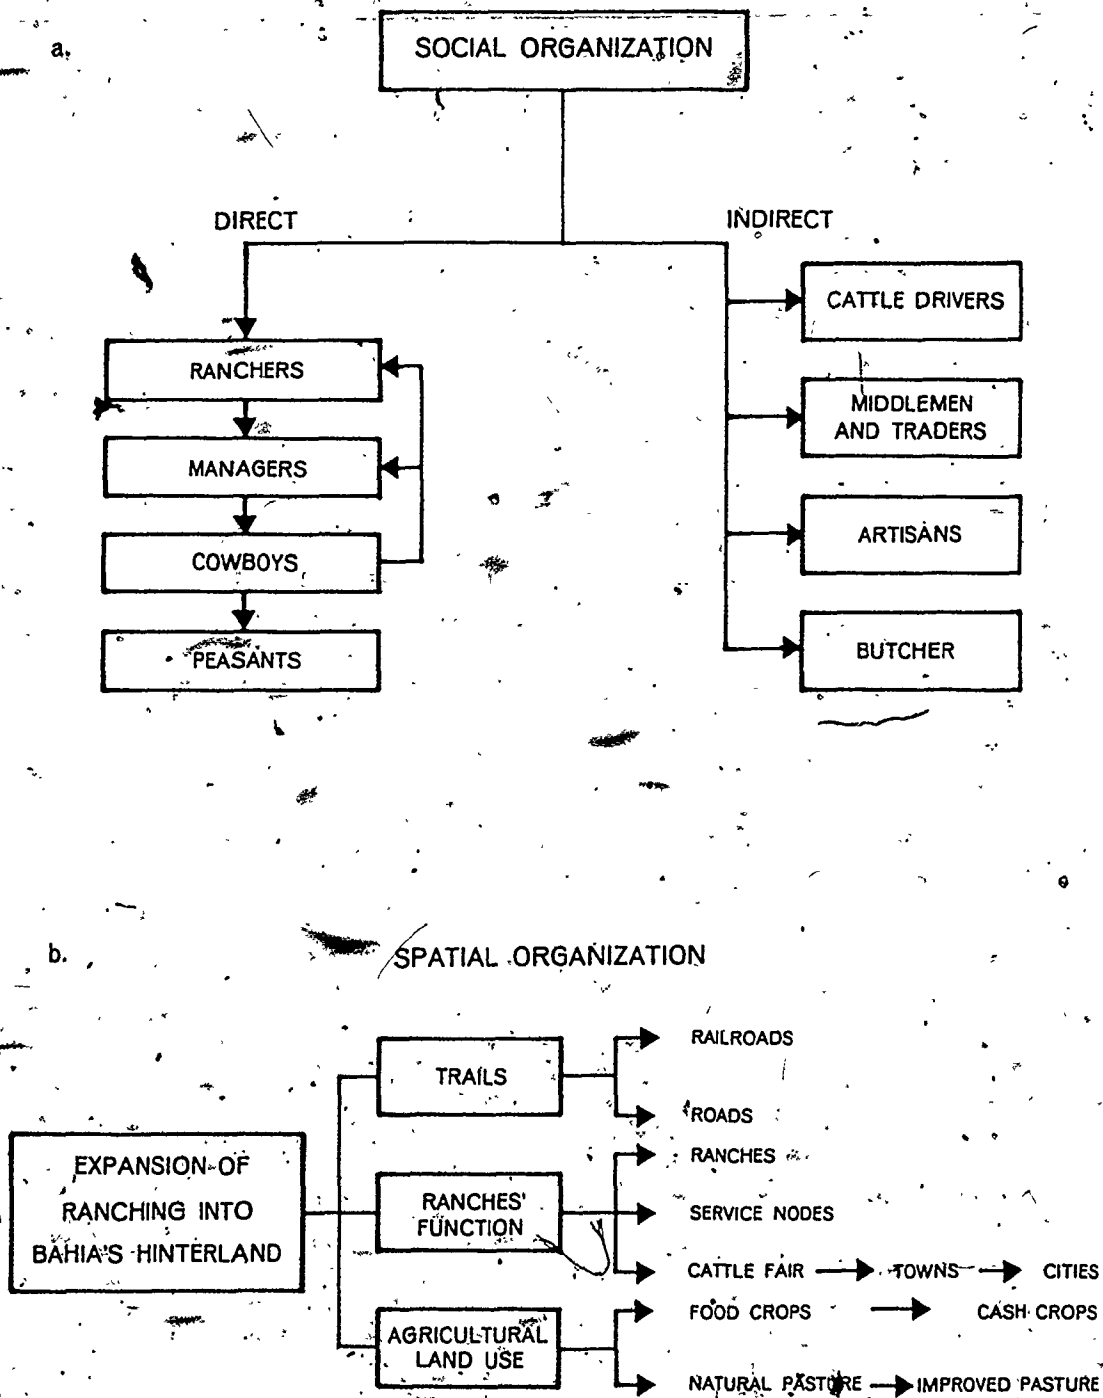 a.
SOCIAL ORGANIZATION
DIRECT
INDIRECT
CATTLE DRIVERS
RANCHERS
MIDDLEMEN
AND TRADERS
MANAGERS
ARTISANS
COWBOYS
BUTCHER
PEASANTS
b.
SPATIAL ORGANIZATION
RAILROADS
TRAILS
ROADS
RANCHES
EXPANSION OF
RANCHING INTO
BAHIA'S HINTERLAND
RANCHES'
FUNCTION
SERVICE NODES
CATTLE FAIR TOWNS CITIES
FOOD CROPS CASH CROPS
AGRICULTURAL
LAND USE
NATURAL PASTURE IMPROVED PASTURE